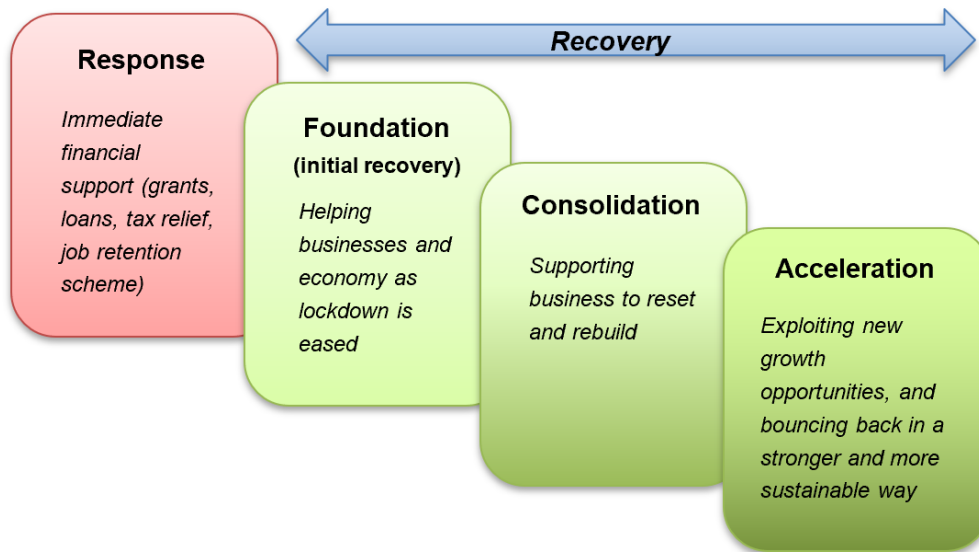 Recovery
Response
Immediate
financial
support (grants,
loans, tax relief,
job retention
scheme)
Foundation
(initial recovery)
Helping
businesses and
economy as
lockdown is
eased
Consolidation
Supporting
business to reset
and rebuild
Acceleration
Exploiting new
growth
opportunities, and
bouncing back in a
stronger and more
sustainable way